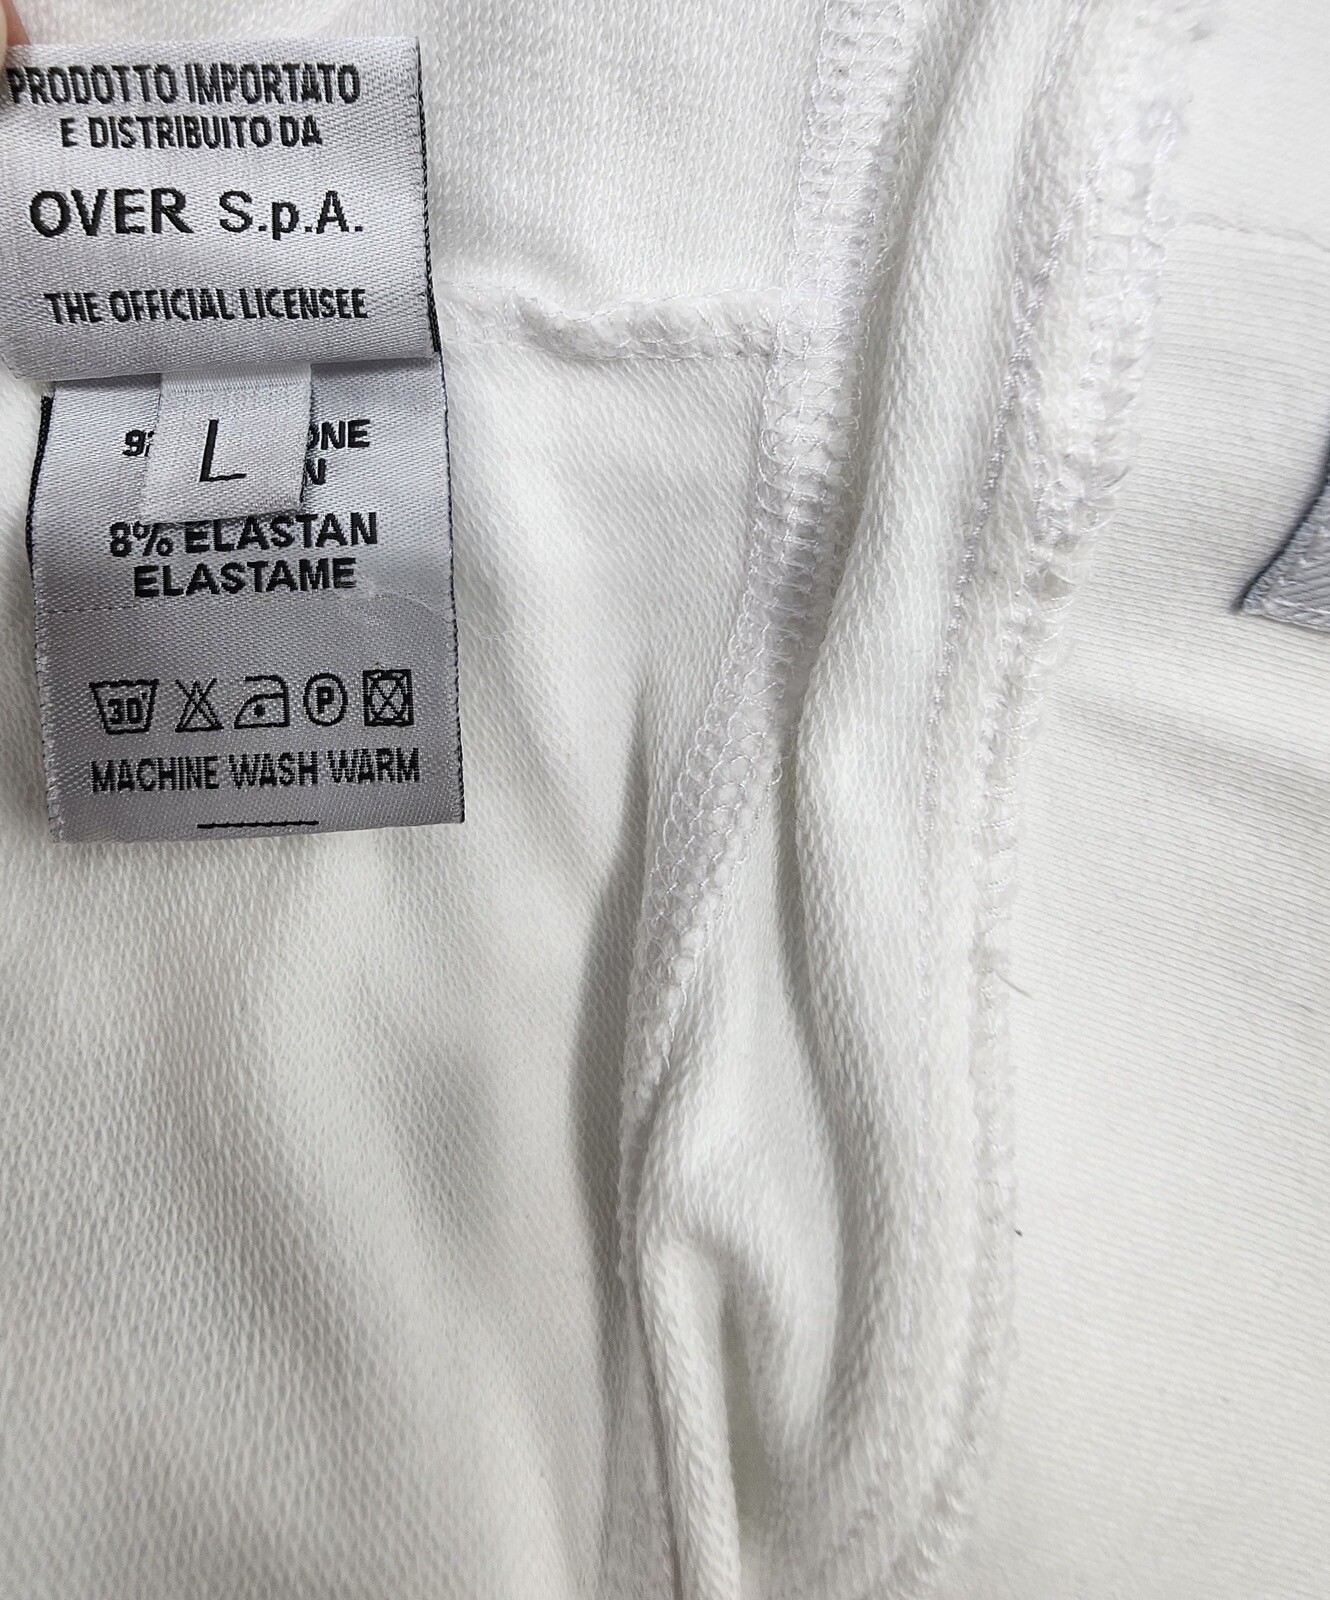 PRODOTTO IMPORTATO
E DISTRIBUITO DA
OVER S.p.A.
THE OFFICIAL LICENSEE
L
8% ELASTAN
ELASTAME
30°
P
MACHINE WASH WARM